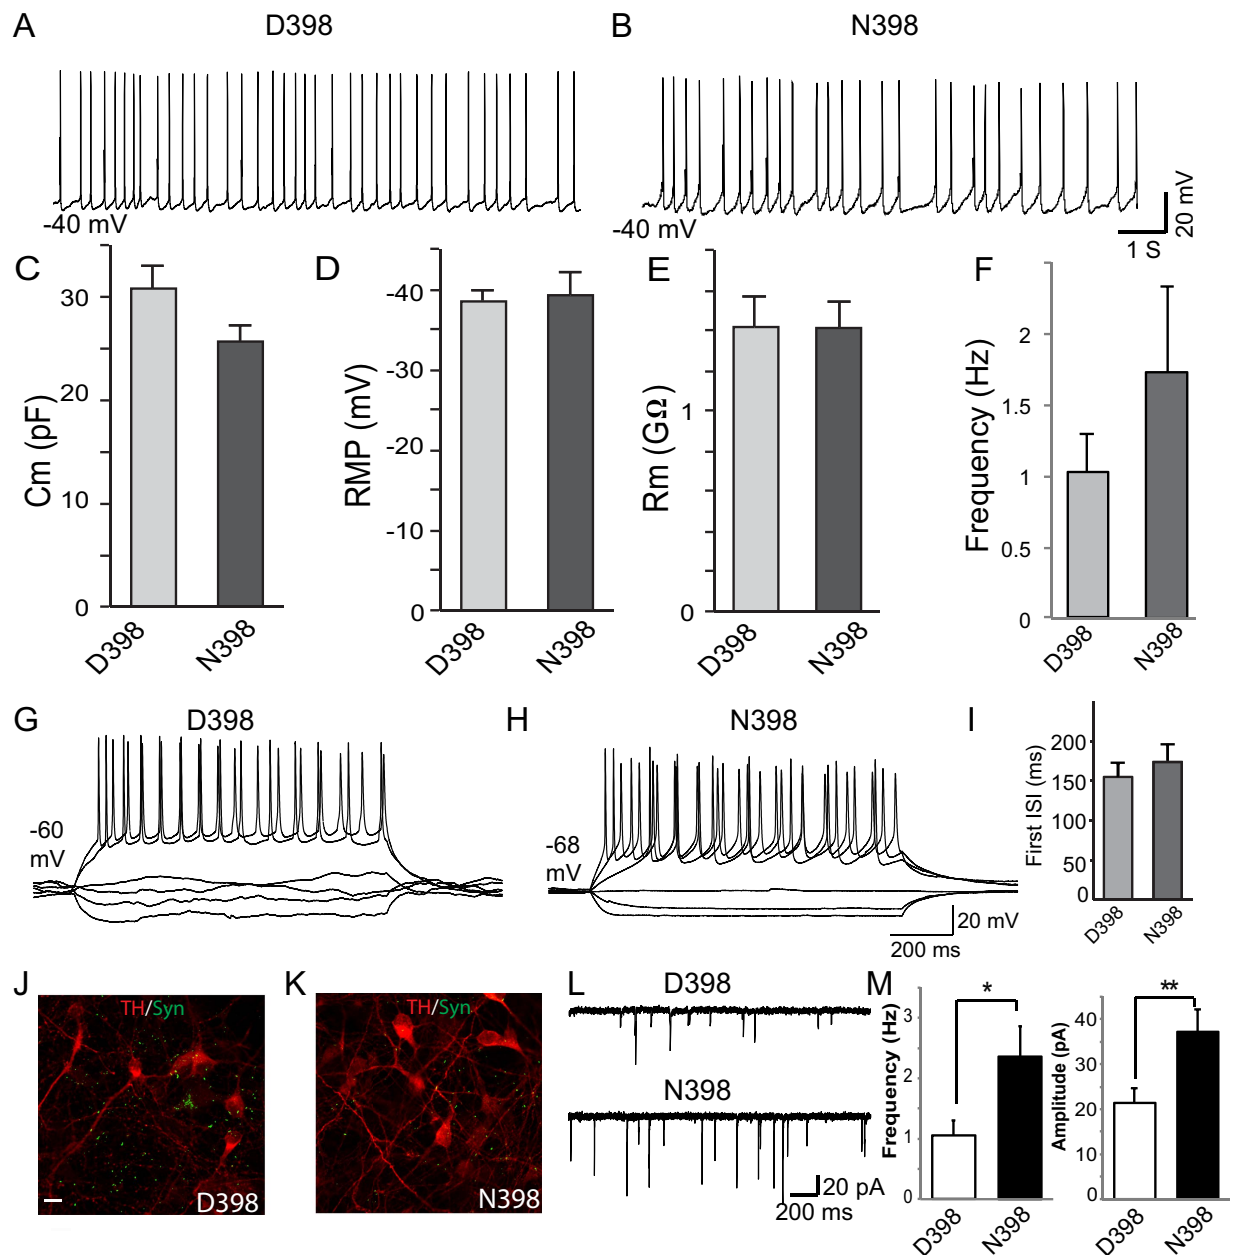 A
D398
B
N398
-40 mV
-40 mV
20 mV
1 S
C
Cm (pF)
30
20
10
0
D398
N398
D
RMP (mV)
-40
-30
-20
-10
0
D398
N398
E
Rm (GΩ)
1
0
D398
N398
F
Frequency (Hz)
2
1.5
1
0.5
0
D398
N398
G
D398
-60
mV
H
N398
-68
mV
20 mV
200 ms
I
First ISI (ms)
200
150
100
50
0
D398
N398
J
TH/Syn
D398
K
TH/Syn
N398
L
D398
N398
20 pA
200 ms
M
Frequency (Hz)
3
2
1
0
*
D398
N398
Amplitude (pA)
40
30
20
10
0
**
D398
N398